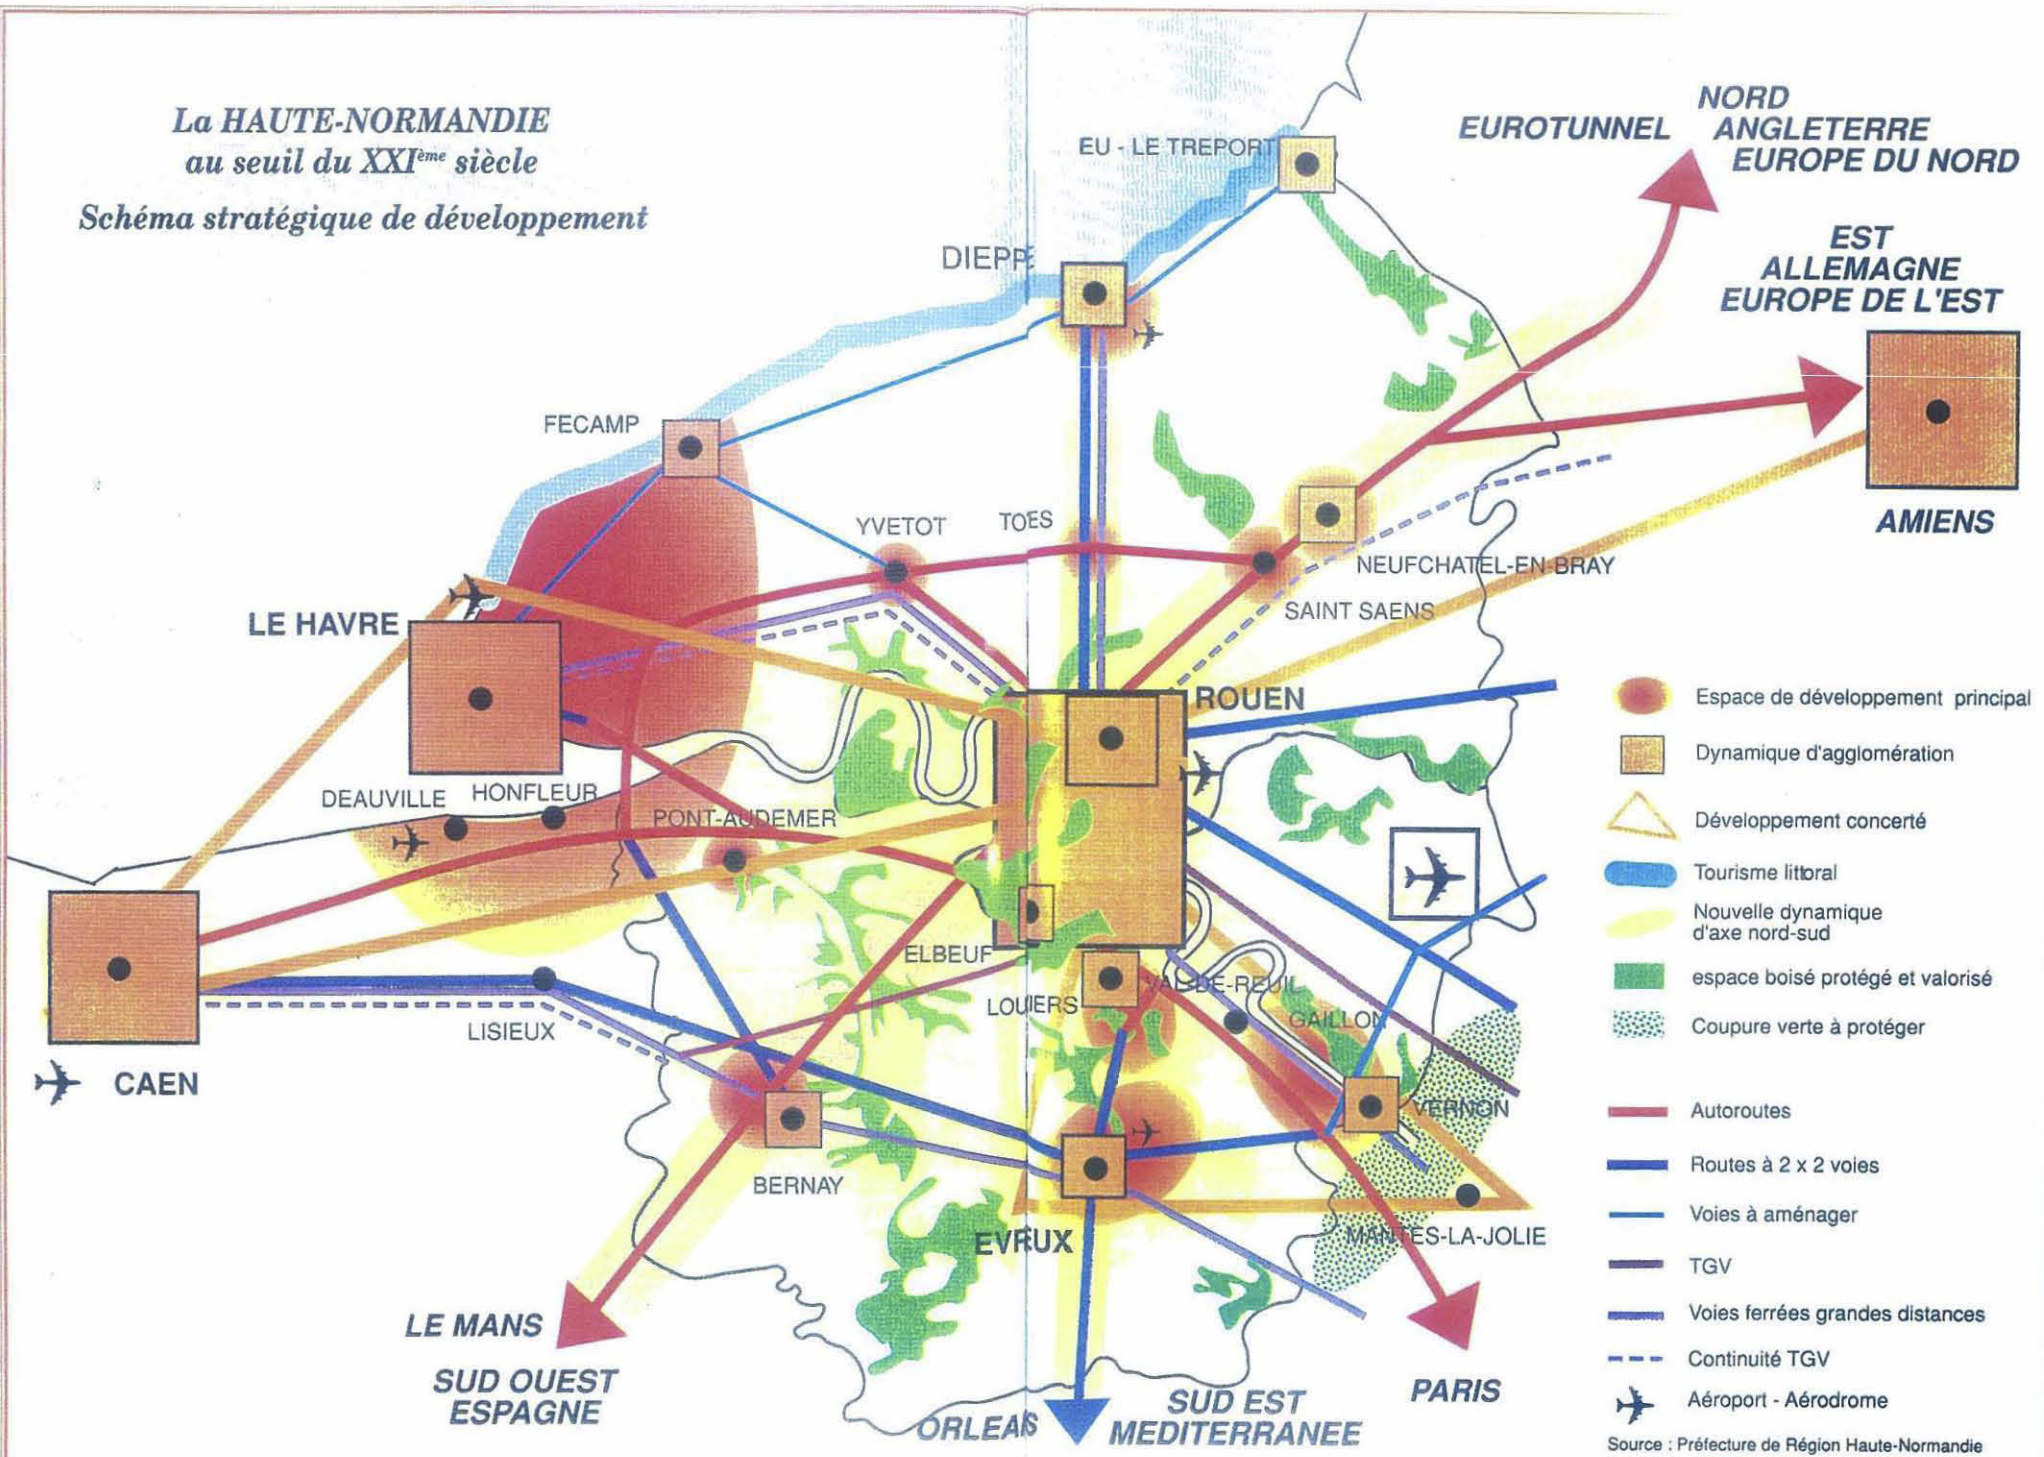 La HAUTE-NORMANDIE
au seuil du XXIème siècle
Schéma stratégique de développement
NORD
EUROTUNNEL ANGLETERRE
EUROPE DU NORD
EST
ALLEMAGNE
EUROPE DE L'EST
EU - LE TREPORT
DIEPP
FECAMP
AMIENS
YVETOT
TOES
NEUFCHATEL-EN-BRAY
SAINT SAENS
LE HAVRE
ROUEN
DEAUVILLE
HONFLEUR
PONT-AUDEMER
ELBEUF
LOUIERS
VAL-DE-REUIL
GAILLON
LISIEUX
CAEN
VERNON
BERNAY
EVRUX
MANTES-LA-JOLIE
LE MANS
SUD OUEST
ESPAGNE
ORLEAS
SUD EST
MEDITERRANEE
PARIS
Espace de développement principal
Dynamique d'agglomération
Développement concerté
Tourisme littoral
Nouvelle dynamique
d'axe nord-sud
espace boisé protégé et valorisé
Coupure verte à protéger
Autoroutes
Routes à 2 x 2 voies
Voies à aménager
TGV
Voies ferrées grandes distances
Continuité TGV
Aéroport - Aérodrome
Source : Préfecture de Région Haute-Normandie